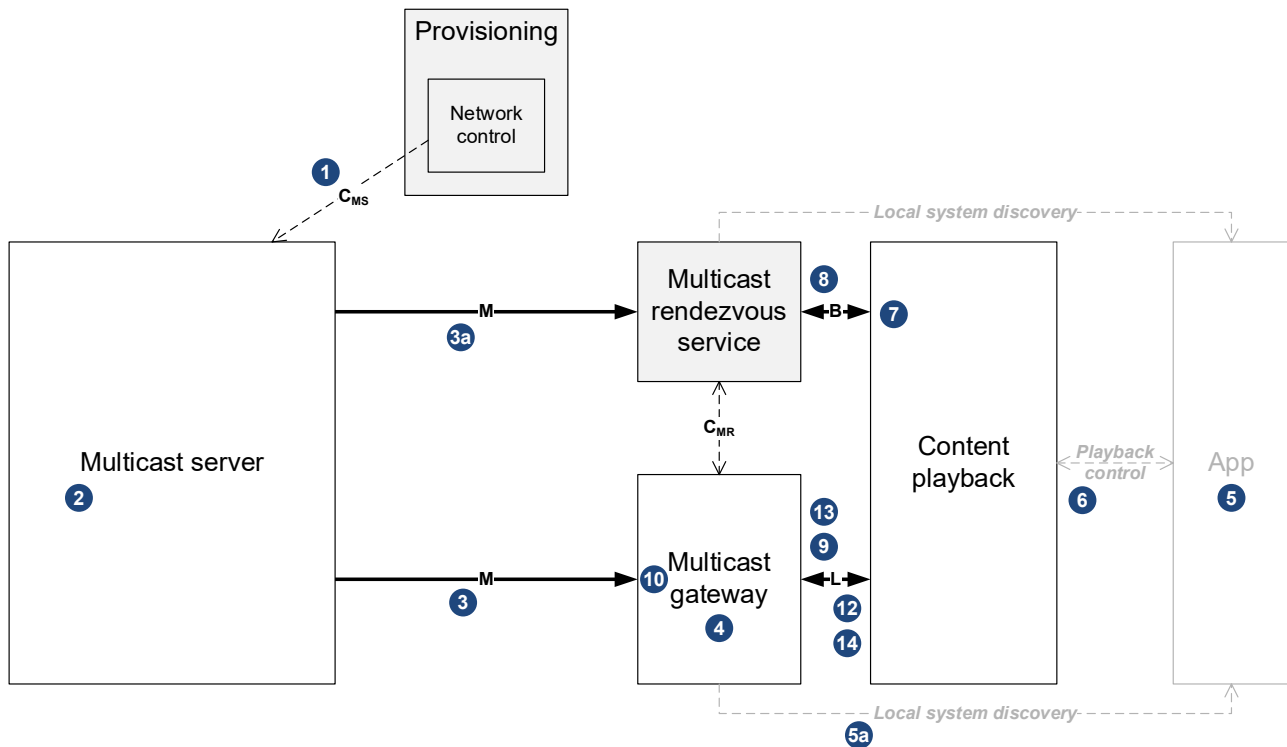 Provisioning
Network
control
1
CMS
Local system discovery
Multicast
rendezvous
service
8
M
B
7
3a
CMR
Multicast server
Content
playback
Playback
control
App
2
6
5
13
9
Multicast
gateway
10
M
L
3
12
4
14
Local system discovery
5a